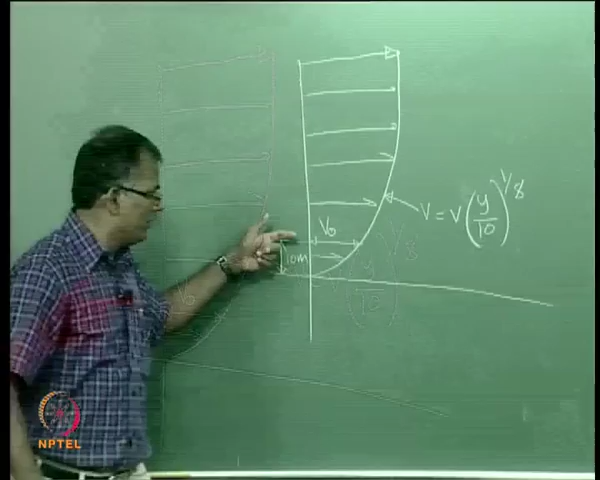 V = V (y/10)^1/8
V₀
10m
NPTEL